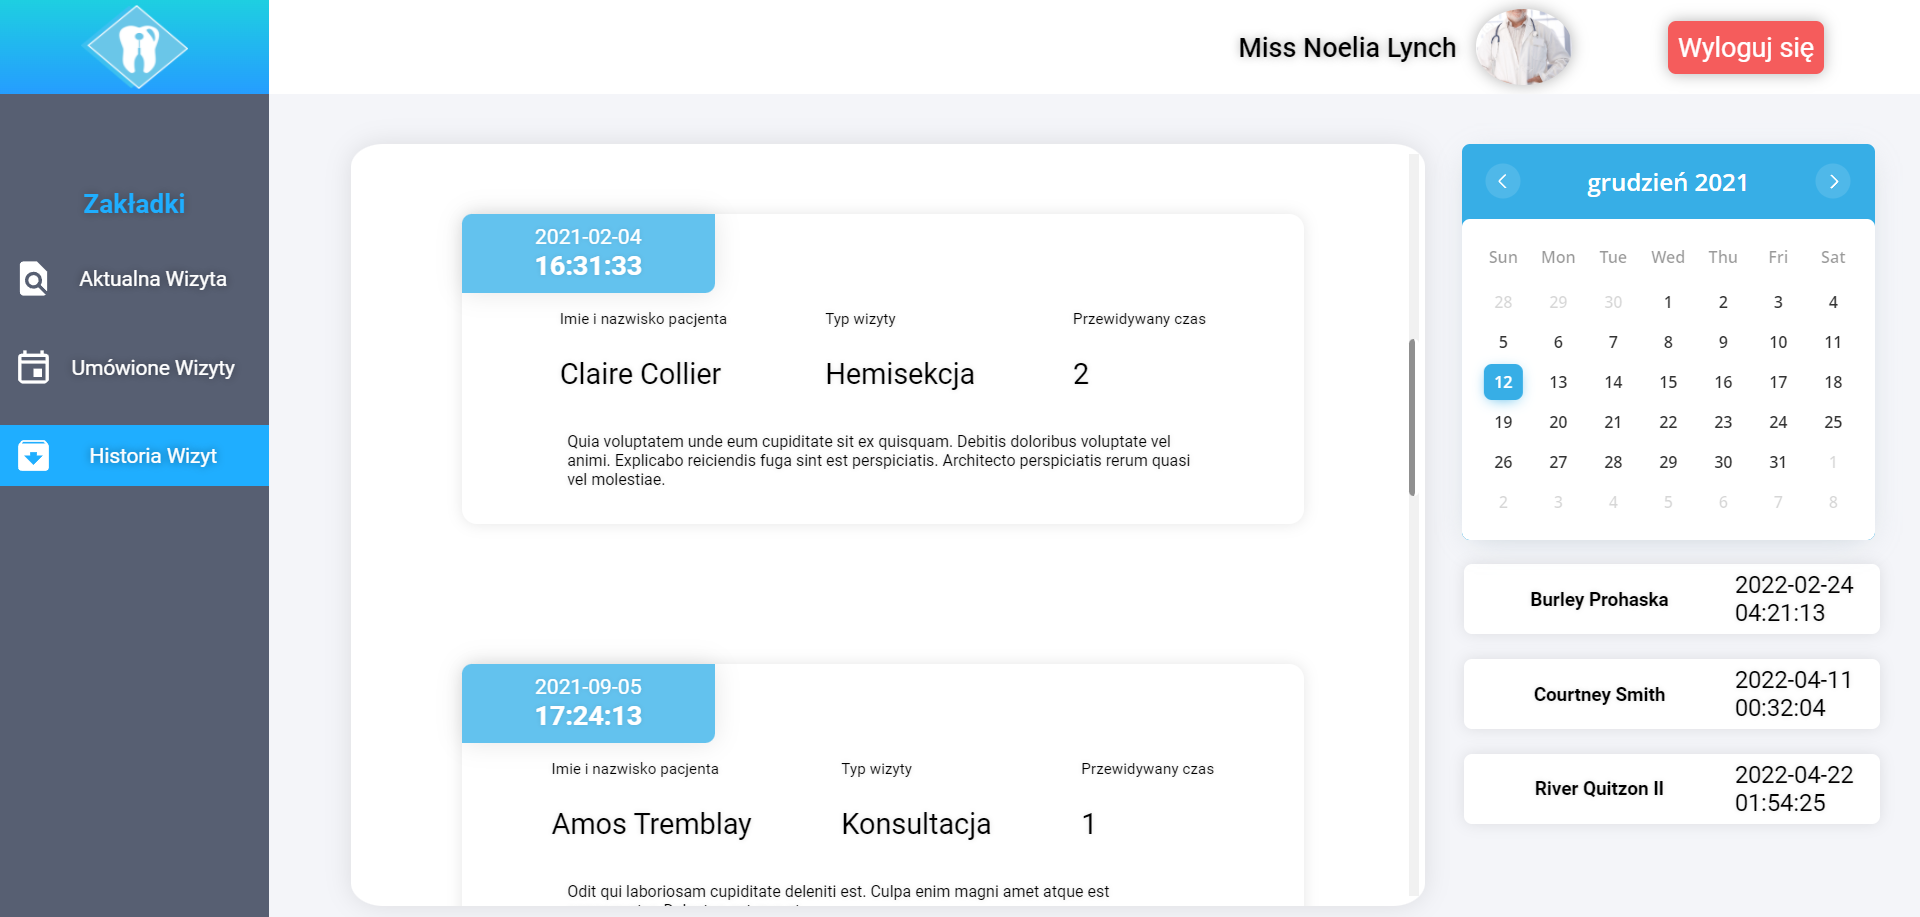 Miss Noelia Lynch
Wyloguj się
Zakładki
Aktualna Wizyta
Umówione Wizyty
Historia Wizyt
2021-02-04
16:31:33
Imie i nazwisko pacjenta Typ wizyty Przewidywany czas
Claire Collier Hemisekcja 2
Quia voluptatem unde eum cupiditate sit ex quisquam. Debitis doloribus voluptate vel
animi. Explicabo reiciendis fuga sint est perspiciatis. Architecto perspiciatis rerum quasi
vel molestiae.
2021-09-05
17:24:13
Imie i nazwisko pacjenta Typ wizyty Przewidywany czas
Amos Tremblay Konsultacja 1
Odit qui laboriosam cupiditate deleniti est. Culpa enim magni amet atque est
grudzień 2021
Sun Mon Tue Wed Thu Fri Sat
28 29 30 1 2 3 4
5 6 7 8 9 10 11
12 13 14 15 16 17 18
19 20 21 22 23 24 25
26 27 28 29 30 31 1
2 3 4 5 6 7 8
Burley Prohaska
2022-02-24
04:21:13
Courtney Smith
2022-04-11
00:32:04
River Quitzon II
2022-04-22
01:54:25